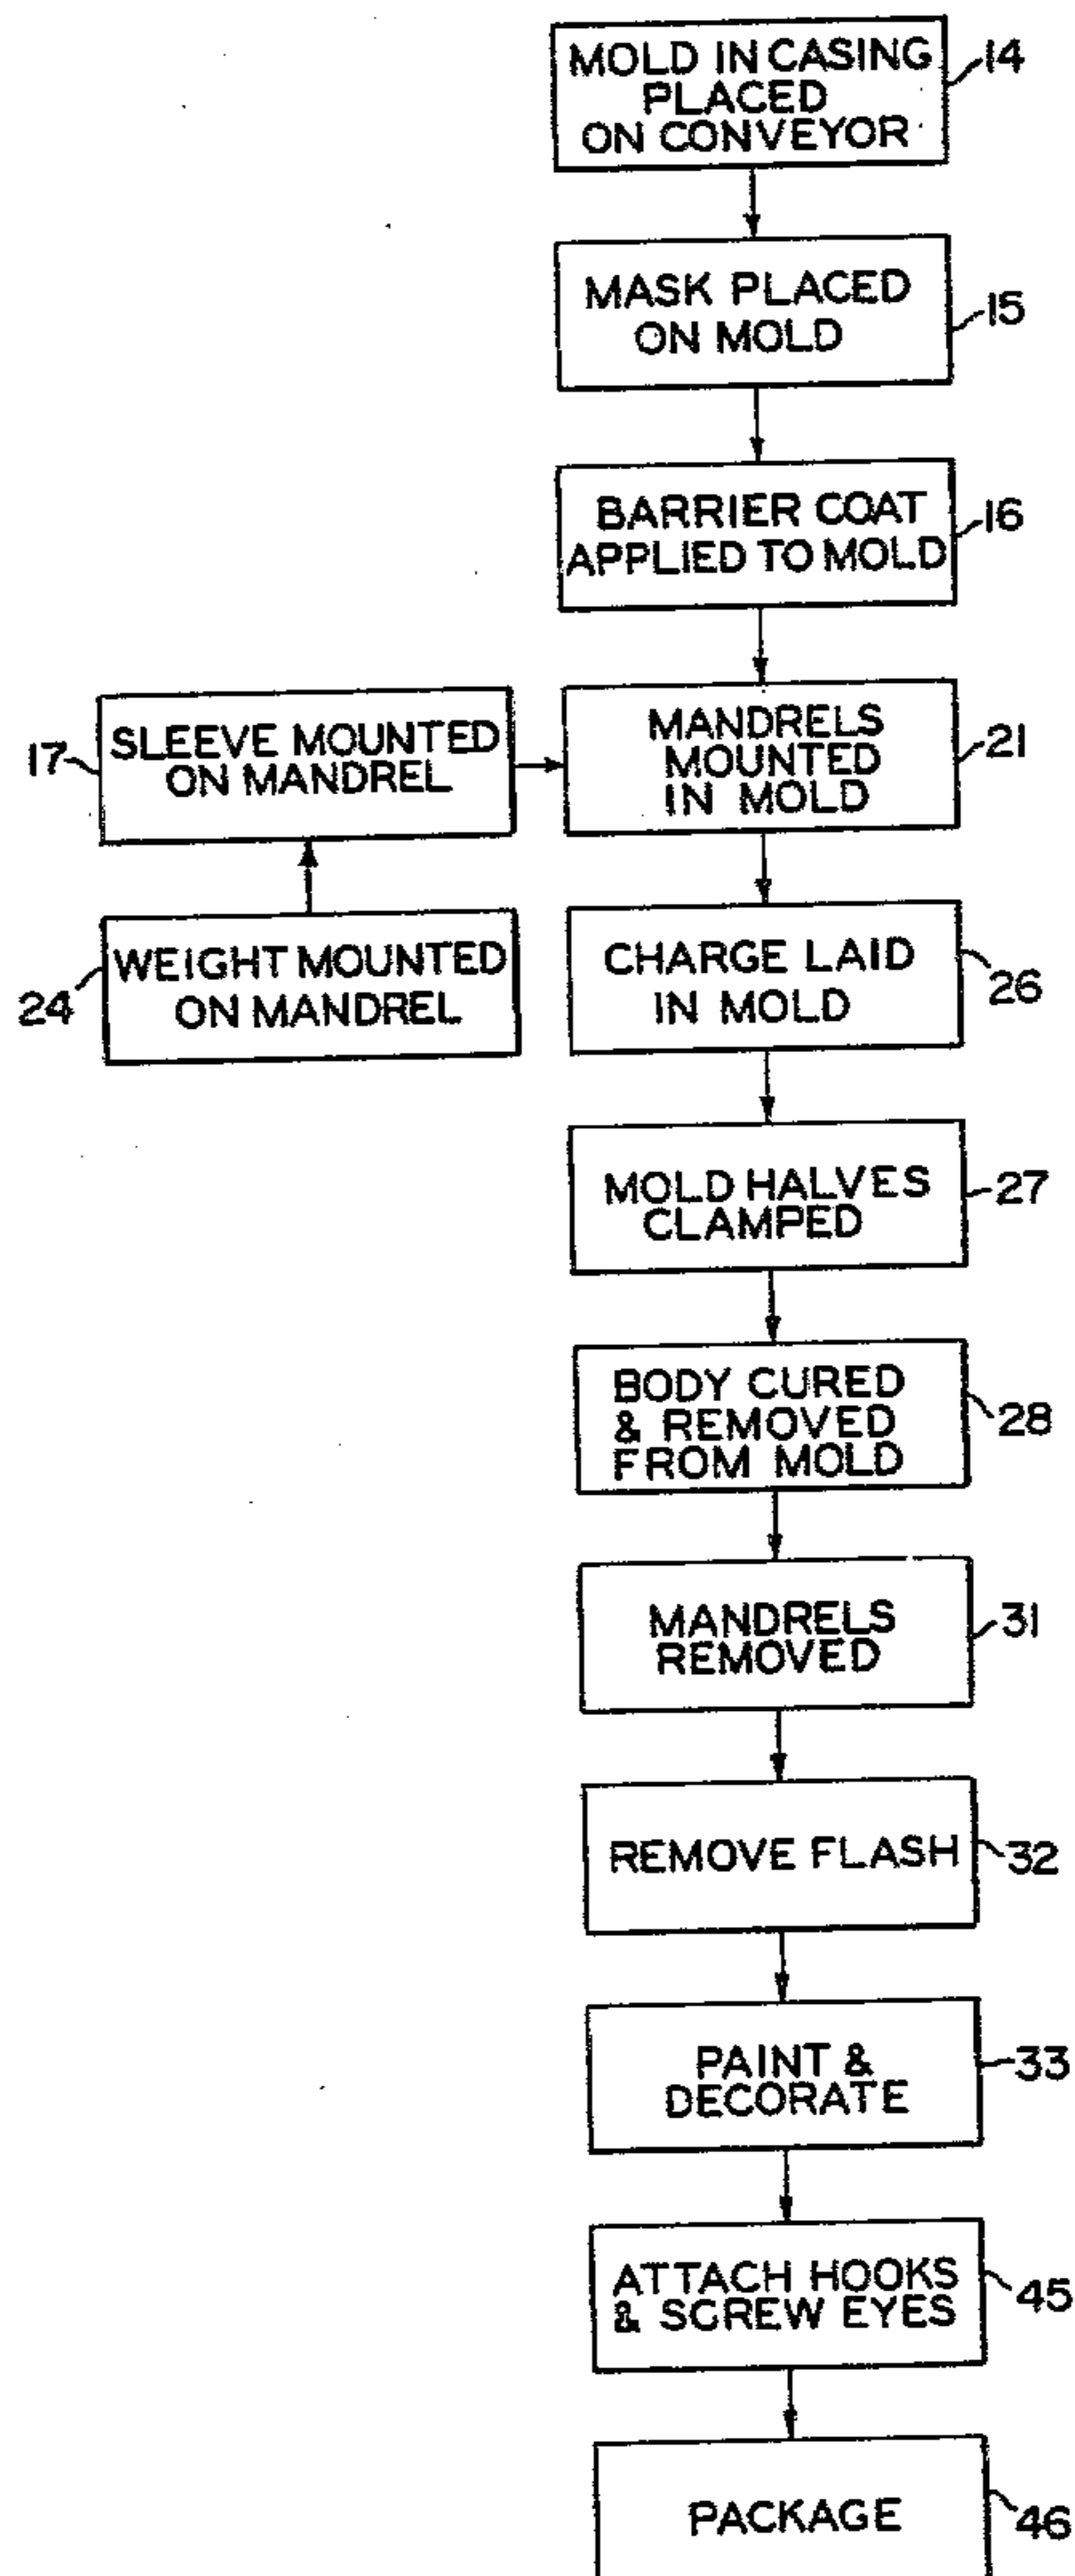 MOLD IN CASING
PLACED
ON CONVEYOR
14
MASK PLACED
ON MOLD
15
BARRIER COAT
APPLIED TO MOLD
16
SLEEVE MOUNTED
ON MANDREL
17
MANDRELS
MOUNTED
IN MOLD
21
WEIGHT MOUNTED
ON MANDREL
24
CHARGE LAID
IN MOLD
26
MOLD HALVES
CLAMPED
27
BODY CURED
& REMOVED
FROM MOLD
28
MANDRELS
REMOVED
31
REMOVE FLASH
32
PAINT &
DECORATE
33
ATTACH HOOKS
& SCREW EYES
45
PACKAGE
46